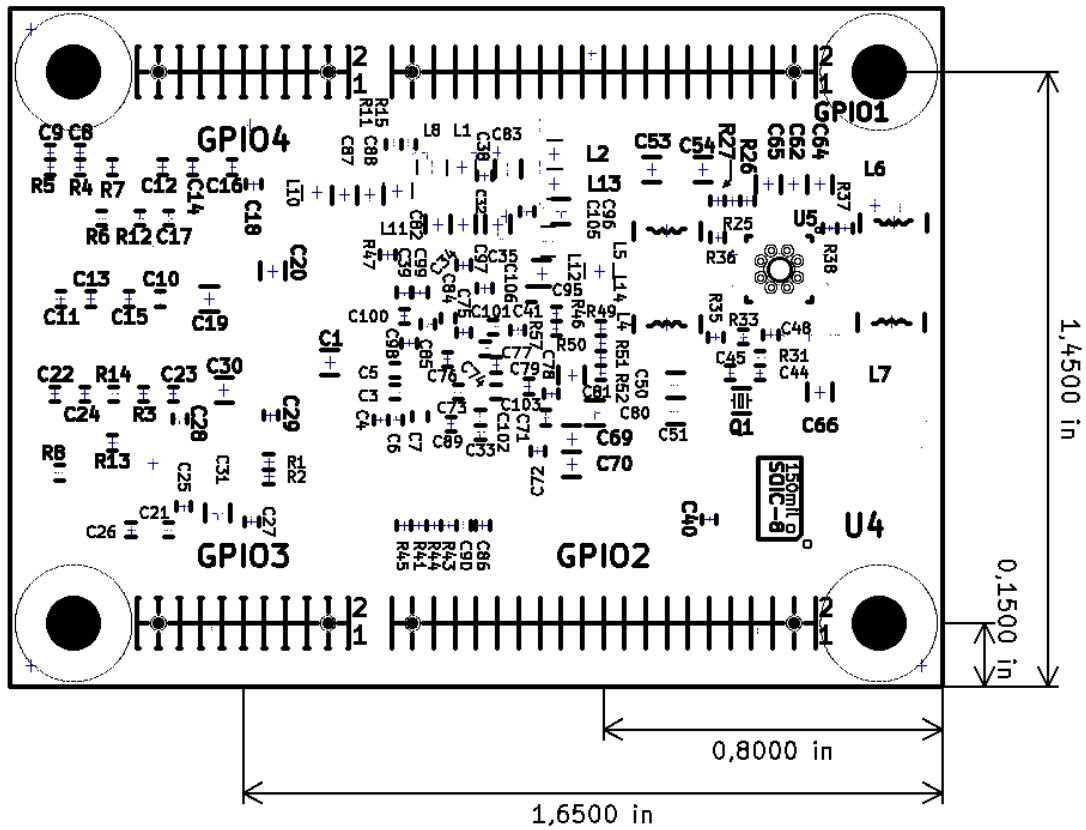 2
1
2
1
GPIO1
GPIO4
C9 C8
R5 R4 R7 C12 C14 C16
R6 R12 C17 C18
C13 C10 C20
C11 C15 C19
C1
C30
C22 R14 C23
C24 R3 C28 C29
R13
R8
C25 C31 R1
R2
C26 C21 C27
GPIO3
R11 R15
C87 C88 L8 L1 C38 C83
L10 L11 C82 C32
L2
L13
C96
C105
R47 C39 C99 C97 C35 C106
C84 C75 L12 L5 L14
C95
C100 C101 C41 R46 R49
C98 C85 R57 R50 L4
C5 C76 C74 C77 C79 C78 R51
C3 C103 C81 R52 C50
C4 C6 C7 C73 C89 C33 C102 C71 C80 C51
C69
C70
C72
R45 R41 R44 R43 C90 C86
GPIO2
C53 C54 R27 R26 C65 C62 C64 L6
R25 U5 R37
R36 R38
R35 R33 C48
C45 R31
C44
L7
Q1 C66
C40
150mil
SOIC-8
U4
2
1
2
1
1,4500 in
0,1500 in
0,8000 in
1,6500 in